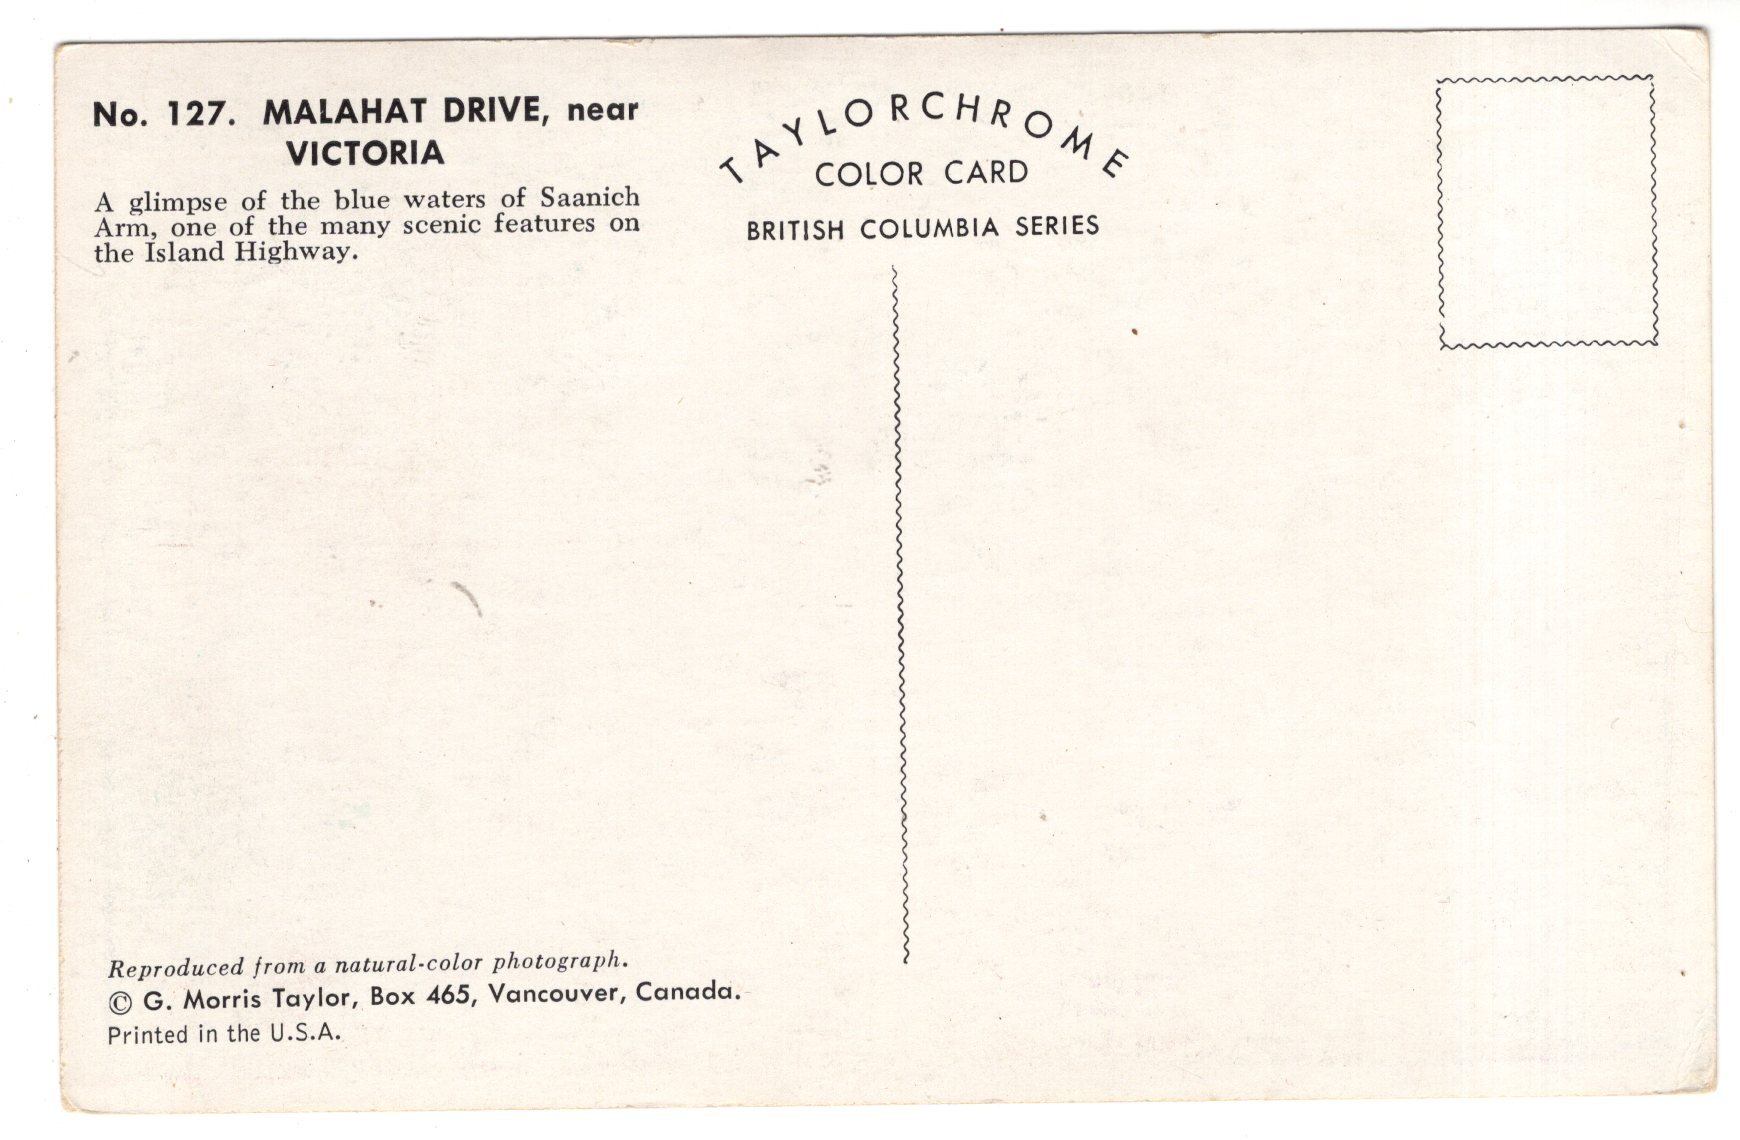 No. 127. MALAHAT DRIVE, near
VICTORIA
A glimpse of the blue waters of Saanich
Arm, one of the many scenic features on
the Island Highway.
TAYLORCHROME
COLOR CARD
BRITISH COLUMBIA SERIES
Reproduced from a natural-color photograph.
© G. Morris Taylor, Box 465, Vancouver, Canada.
Printed in the U.S.A.